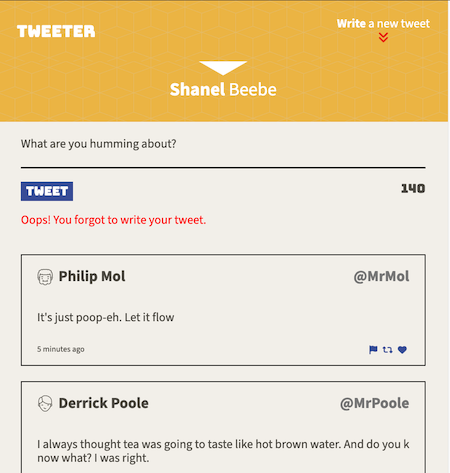 TWEETER
Write a new tweet
Shanel Beebe
What are you humming about?
TWEET
140
Oops! You forgot to write your tweet.
Philip Mol
@MrMol
It's just poop-eh. Let it flow
5 minutes ago
Derrick Poole
@MrPoole
I always thought tea was going to taste like hot brown water. And do you k
now what? I was right.